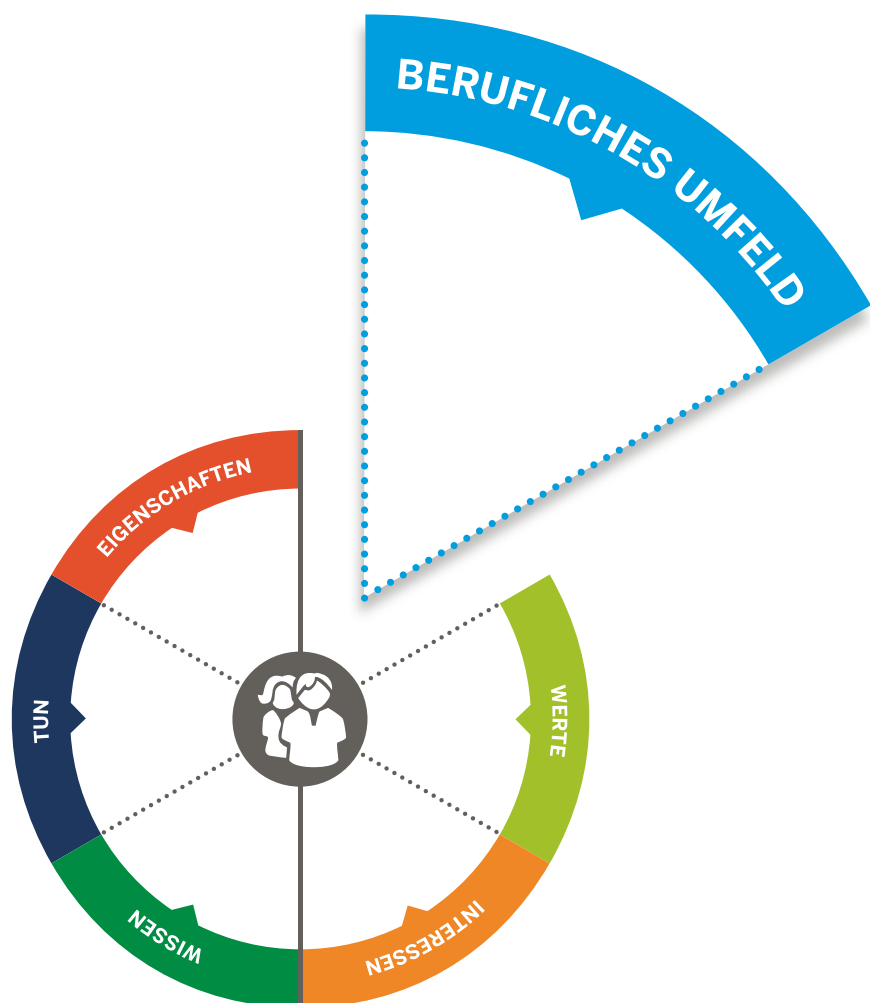 BERUFLICHES UMFELD
EIGENSCHAFTEN
TUN
WERTE
WISSEN
INTERESSEN